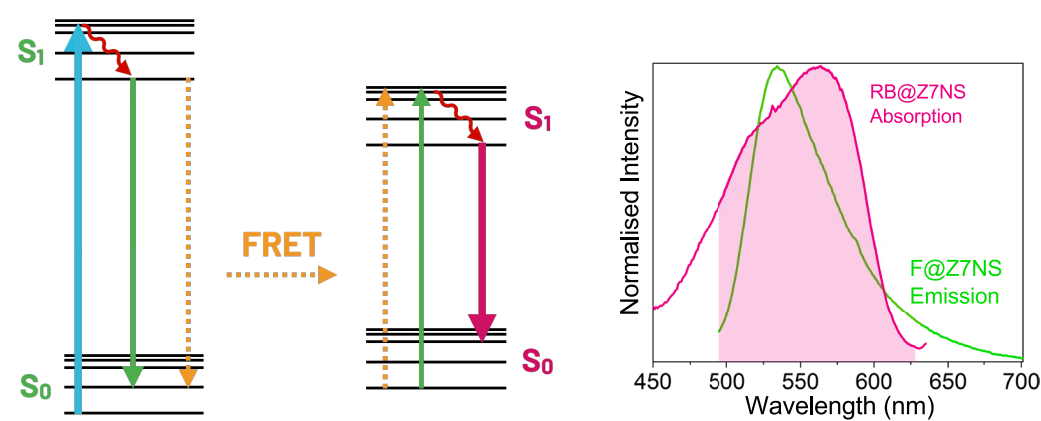 S1
S0
FRET
S1
S0
Normalised Intensity
RB@Z7NS
Absorption
F@Z7NS
Emission
450 500 550 600 650 700
Wavelength (nm)